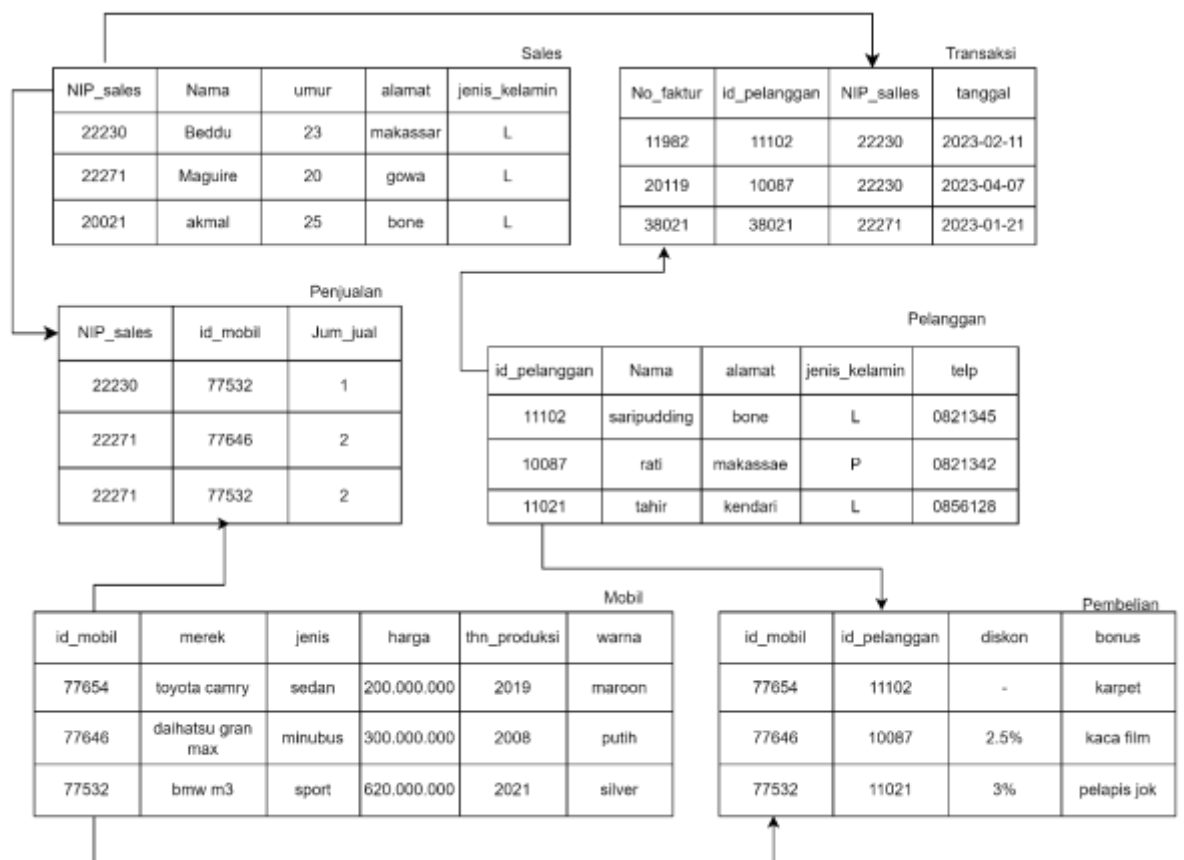 Sales
NIP_sales Nama umur alamat jenis_kelamin
22230 Beddu 23 makassar L
22271 Maguire 20 gowa L
20021 akmal 25 bone L
Transaksi
No_faktur id_pelanggan NIP_salles tanggal
11982 11102 22230 2023-02-11
20119 10087 22230 2023-04-07
38021 38021 22271 2023-01-21
Penjualan
NIP_sales id_mobil Jum_jual
22230 77532 1
22271 77646 2
22271 77532 2
Pelanggan
id_pelanggan Nama alamat jenis_kelamin telp
11102 saripudding bone L 0821345
10087 rati makassae P 0821342
11021 tahir kendari L 0856128
Mobil
id_mobil merek jenis harga thn_produksi warna
77654 toyota camry sedan 200.000.000 2019 maroon
77646 daihatsu gran max minubus 300.000.000 2008 putih
77532 bmw m3 sport 620.000.000 2021 silver
Pembelian
id_mobil id_pelanggan diskon bonus
77654 11102 - karpet
77646 10087 2.5% kaca film
77532 11021 3% pelapis jok